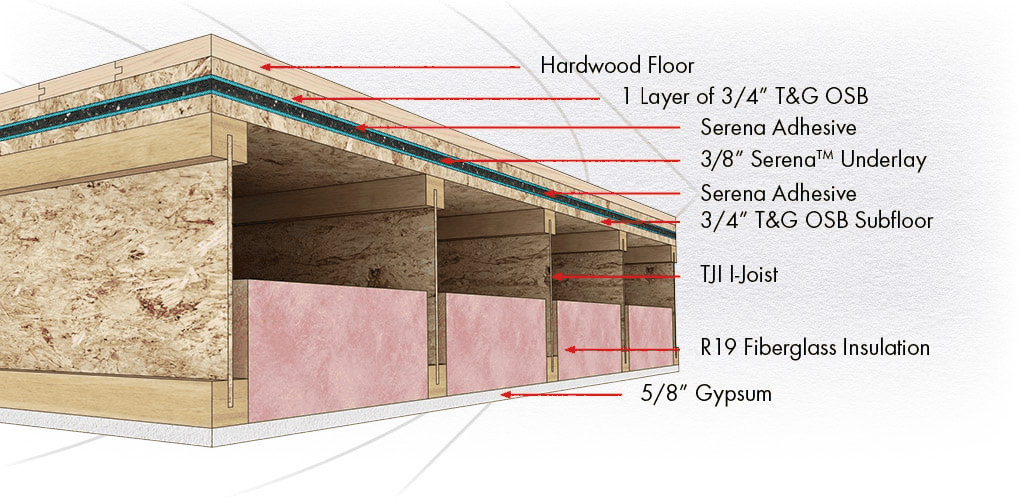 Hardwood Floor
1 Layer of 3/4” T&G OSB
Serena Adhesive
3/8” Serena™ Underlay
Serena Adhesive
3/4” T&G OSB Subfloor
TJI I-Joist
R19 Fiberglass Insulation
5/8” Gypsum